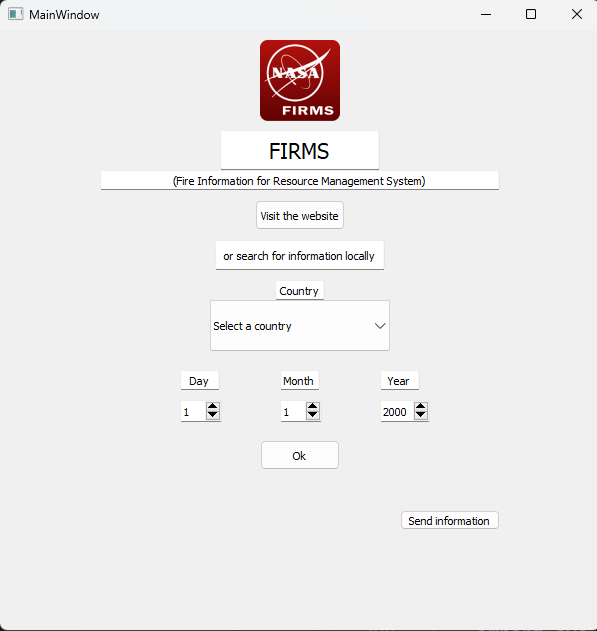 MainWindow
NASA
FIRMS
FIRMS
(Fire Information for Resource Management System)
Visit the website
or search for information locally
Country
Select a country
Day Month Year
1 1 2000
Ok
Send information